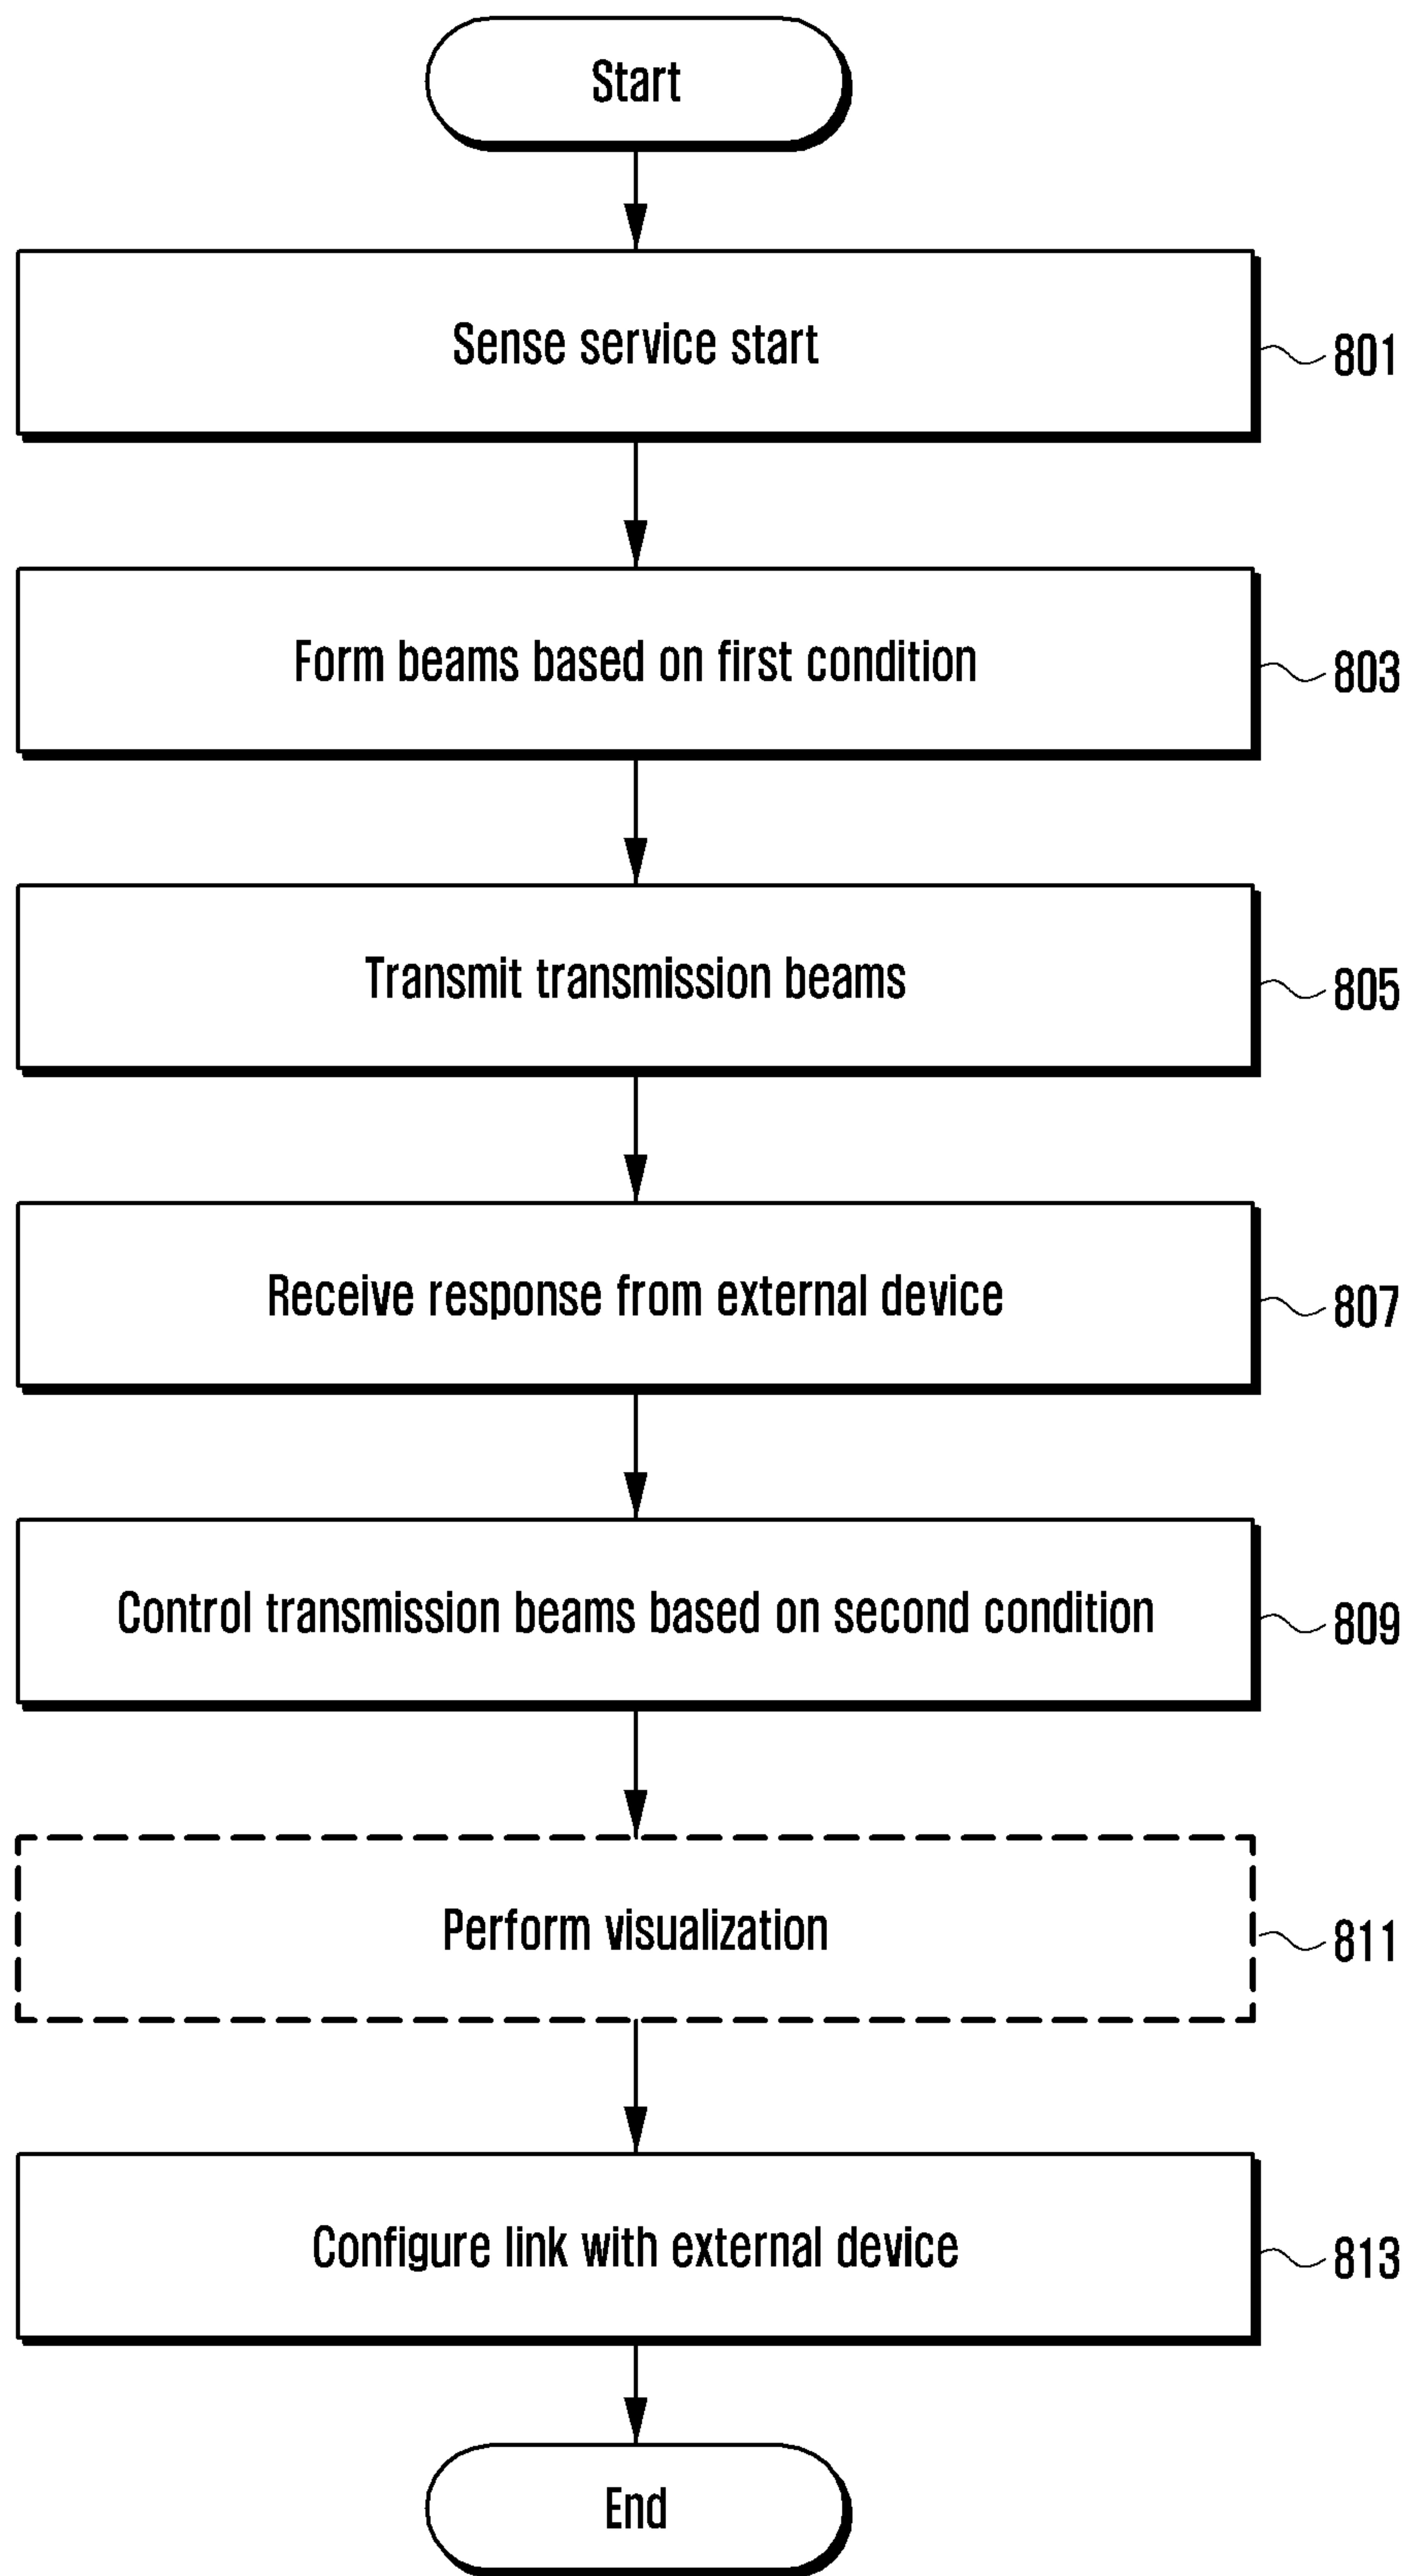 Start
Sense service start
801
Form beams based on first condition
803
Transmit transmission beams
805
Receive response from external device
807
Control transmission beams based on second condition
809
Perform visualization
811
Configure link with external device
813
End